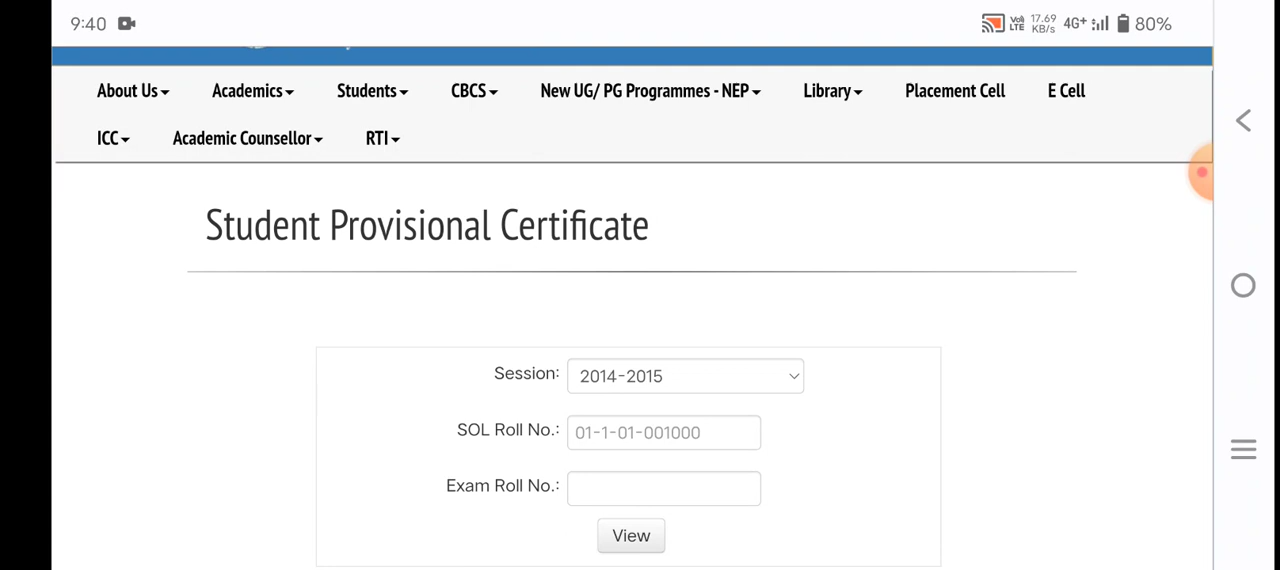 9:40 Vo) LTE 17.69 KB/s 4G+ 80%
About Us Academics Students CBCS New UG/ PG Programmes - NEP Library Placement Cell E Cell
ICC Academic Counsellor RTI
Student Provisional Certificate
Session: 2014-2015
SOL Roll No.: 01-1-01-001000
Exam Roll No.:
View